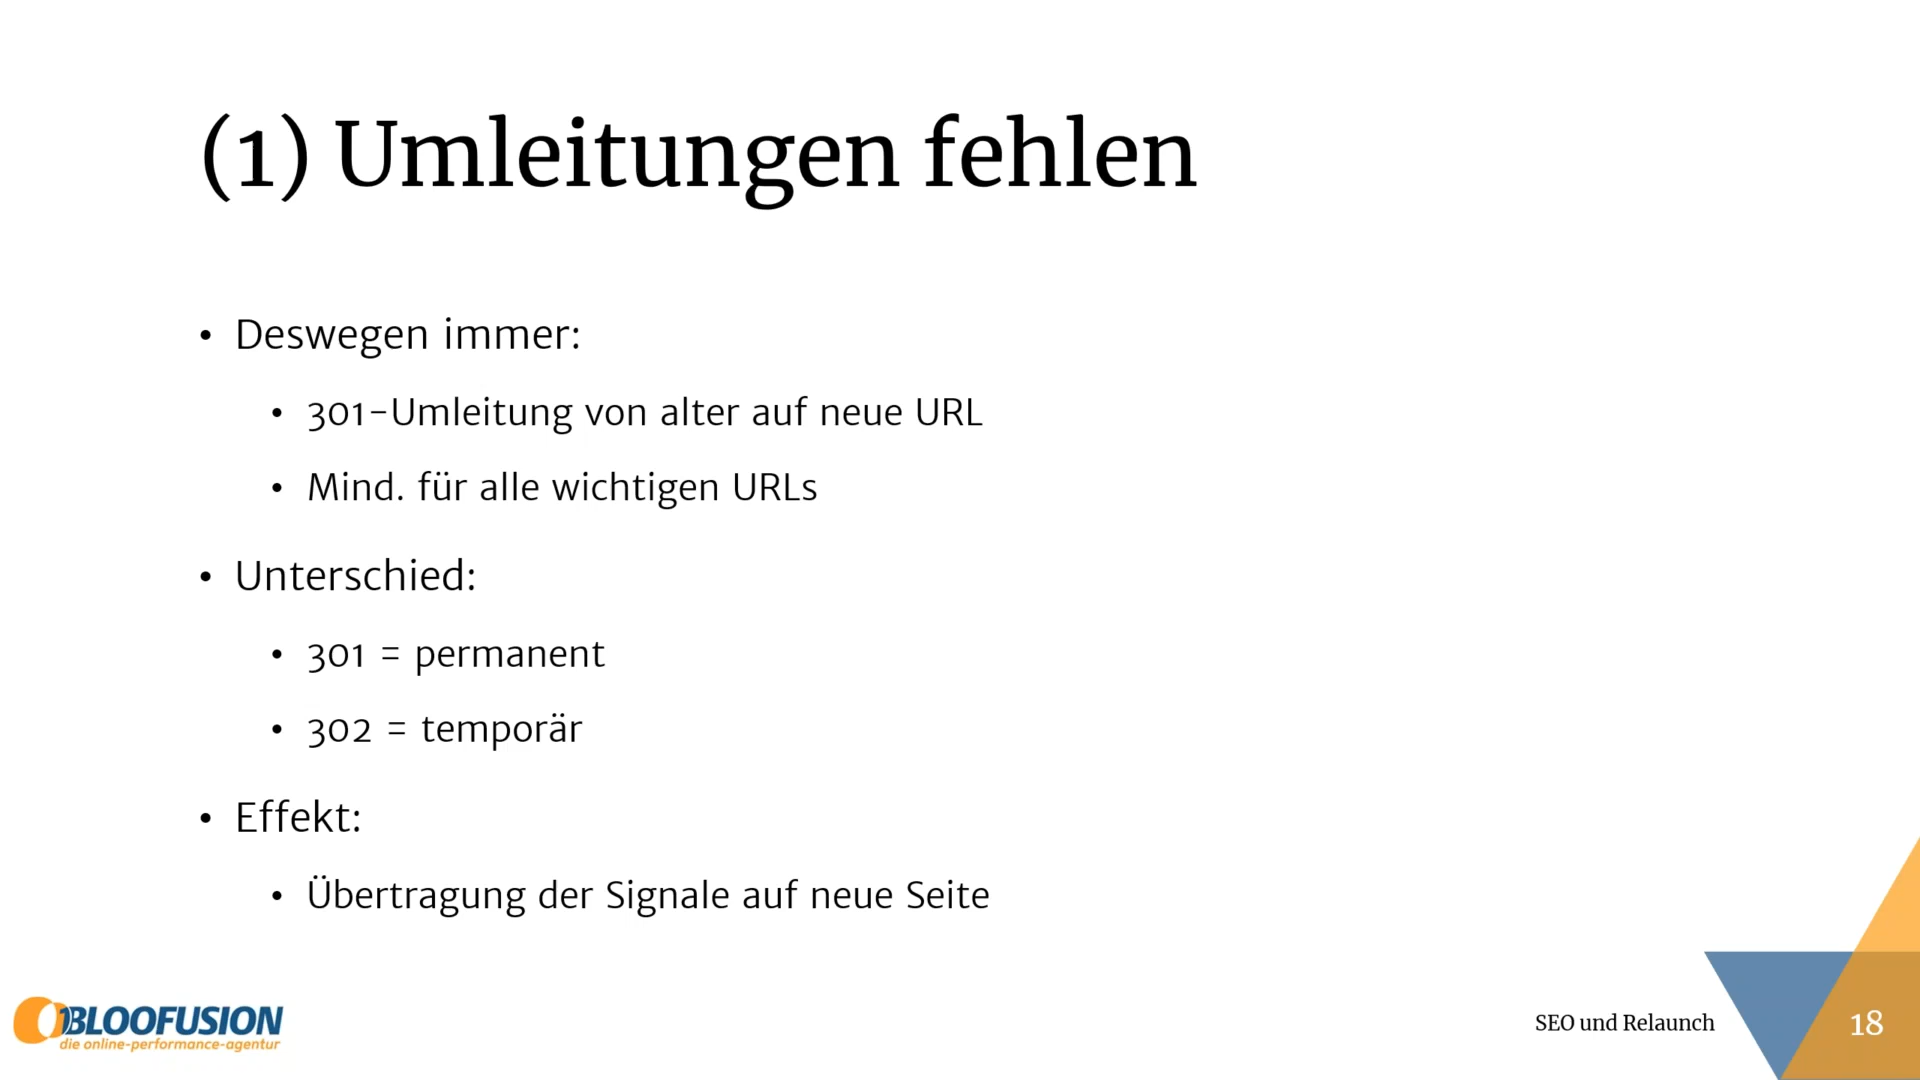 (1) Umleitungen fehlen
• Deswegen immer:
• 301-Umleitung von alter auf neue URL
• Mind. für alle wichtigen URLs
• Unterschied:
• 301 = permanent
• 302 = temporär
• Effekt:
• Übertragung der Signale auf neue Seite
BLOOFUSION
die online-performance-agentur
SEO und Relaunch
18